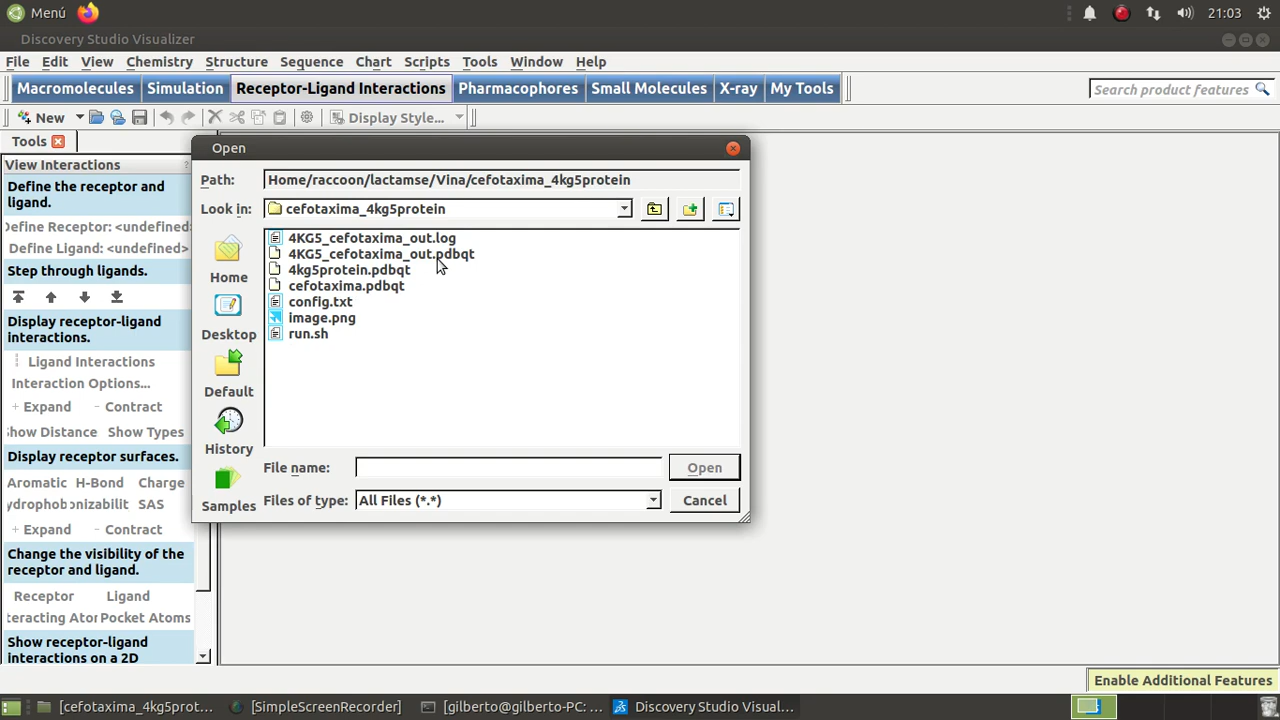 Menú
21:03
Discovery Studio Visualizer
File Edit View Chemistry Structure Sequence Chart Scripts Tools Window Help
Macromolecules Simulation Receptor-Ligand Interactions Pharmacophores Small Molecules X-ray My Tools
Search product features
New Display Style...
Tools
View Interactions
Define the receptor and
ligand.
Define Receptor: <undefined>
Define Ligand: <undefined>
Step through ligands.
Display receptor-ligand
interactions.
Ligand Interactions
Interaction Options...
+ Expand - Contract
Show Distance Show Types
Display receptor surfaces.
Aromatic H-Bond Charge
ydrophob onizabilit SAS
+ Expand - Contract
Change the visibility of the
receptor and ligand.
Receptor Ligand
teracting Ator Pocket Atoms
Show receptor-ligand
interactions on a 2D
Open
Path: Home/raccoon/lactamse/Vina/cefotaxima_4kg5protein
Look in: cefotaxima_4kg5protein
Home
Desktop
Default
History
Samples
4KG5_cefotaxima_out.log
4KG5_cefotaxima_out.pdbqt
4kg5protein.pdbqt
cefotaxima.pdbqt
config.txt
image.png
run.sh
File name:
Open
Files of type: All Files (*.*)
Cancel
Enable Additional Features
[cefotaxima_4kg5prot... [SimpleScreenRecorder] [gilberto@gilberto-PC: ... Discovery Studio Visual...